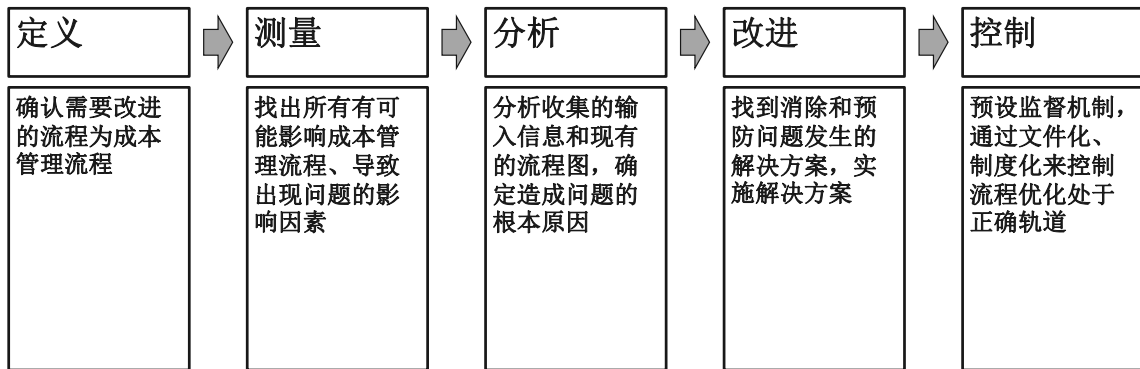 定义
测量
分析
改进
控制
确认需要改进
的流程为成本
管理流程
找出所有有可
能影响成本管
理流程、导致
出现问题的影
响因素
分析收集的输
入信息和现有
的流程图，确
定造成问题的
根本原因
找到消除和预
防问题发生的
解决方案，实
施解决方案
预设监督机制，
通过文件化、
制度化来控制
流程优化处于
正确轨道